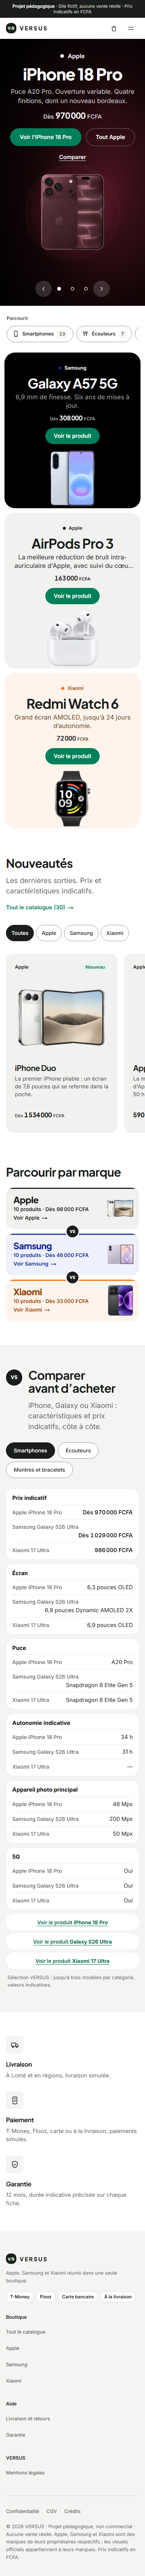 Projet pédagogique · Site fictif, aucune vente réelle · Prix
indicatifs en FCFA
VS VERSUS
Apple
iPhone 18 Pro
Puce A20 Pro. Ouverture variable. Quatre
finitions, dont un nouveau bordeaux.
Dès 970 000 FCFA
Voir l'iPhone 18 Pro
Tout Apple
Comparer
Parcourir
Smartphones 13
Écouteurs 7
Samsung
Galaxy A57 5G
6,9 mm de finesse. Six ans de mises à
jour.
Dès 308 000 FCFA
Voir le produit
Apple
AirPods Pro 3
La meilleure réduction de bruit intra-
auriculaire d'Apple, avec suivi du cœu…
163 000 FCFA
Voir le produit
Xiaomi
Redmi Watch 6
Grand écran AMOLED, jusqu'à 24 jours
d'autonomie.
72 000 FCFA
Voir le produit
Nouveautés
Les dernières sorties. Prix et
caractéristiques indicatifs.
Tout le catalogue (30) →
Toutes
Apple
Samsung
Xiaomi
Apple
Nouveau
iPhone Duo
Le premier iPhone pliable : un écran
de 7,6 pouces qui se referme dans la
poche.
Dès 1 534 000 FCFA
Parcourir par marque
Apple
10 produits · Dès 98 000 FCFA
Voir Apple →
VS
Samsung
10 produits · Dès 46 000 FCFA
Voir Samsung →
VS
Xiaomi
10 produits · Dès 33 000 FCFA
Voir Xiaomi →
VS
Comparer
avant d'acheter
iPhone, Galaxy ou Xiaomi :
caractéristiques et prix
indicatifs, côte à côte.
Smartphones
Écouteurs
Montres et bracelets
Prix indicatif
Apple iPhone 18 Pro
Dès 970 000 FCFA
Samsung Galaxy S26 Ultra
Dès 1 029 000 FCFA
Xiaomi 17 Ultra
986 000 FCFA
Écran
Apple iPhone 18 Pro
6,3 pouces OLED
Samsung Galaxy S26 Ultra
6,9 pouces Dynamic AMOLED 2X
Xiaomi 17 Ultra
6,9 pouces OLED
Puce
Apple iPhone 18 Pro
A20 Pro
Samsung Galaxy S26 Ultra
Snapdragon 8 Elite Gen 5
Xiaomi 17 Ultra
Snapdragon 8 Elite Gen 5
Autonomie indicative
Apple iPhone 18 Pro
34 h
Samsung Galaxy S26 Ultra
31 h
Xiaomi 17 Ultra
—
Appareil photo principal
Apple iPhone 18 Pro
48 Mpx
Samsung Galaxy S26 Ultra
200 Mpx
Xiaomi 17 Ultra
50 Mpx
5G
Apple iPhone 18 Pro
Oui
Samsung Galaxy S26 Ultra
Oui
Xiaomi 17 Ultra
Oui
Voir le produit iPhone 18 Pro
Voir le produit Galaxy S26 Ultra
Voir le produit Xiaomi 17 Ultra
Sélection VERSUS : jusqu'à trois modèles par catégorie,
valeurs indicatives.
Livraison
À Lomé et en régions, livraison simulée.
Paiement
T-Money, Flooz, carte ou à la livraison, paiements
simulés.
Garantie
12 mois, durée indicative précisée sur chaque
fiche.
VS VERSUS
Apple, Samsung et Xiaomi réunis dans une seule
boutique.
T-Money
Flooz
Carte bancaire
À la livraison
Boutique
Tout le catalogue
Apple
Samsung
Xiaomi
Aide
Livraison et retours
Garantie
VERSUS
Mentions légales
Confidentialité
CGV
Crédits
© 2026 VERSUS · Projet pédagogique, non commercial ·
Aucune vente réelle. Apple, Samsung et Xiaomi sont des
marques de leurs propriétaires respectifs ; les visuels
officiels appartiennent à leurs marques. Prix indicatifs en
FCFA.